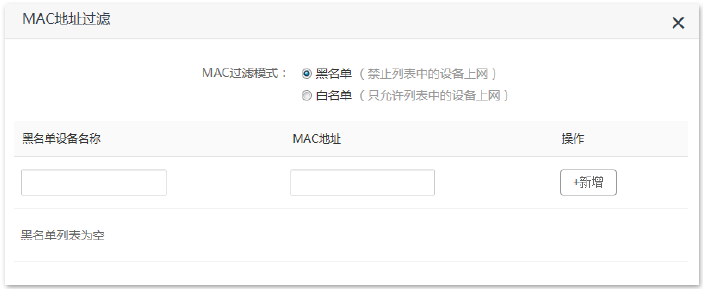 MAC地址过滤
MAC过滤模式： 黑名单（禁止列表中的设备上网）
白名单（只允许列表中的设备上网）
黑名单设备名称 MAC地址 操作
+新增
黑名单列表为空